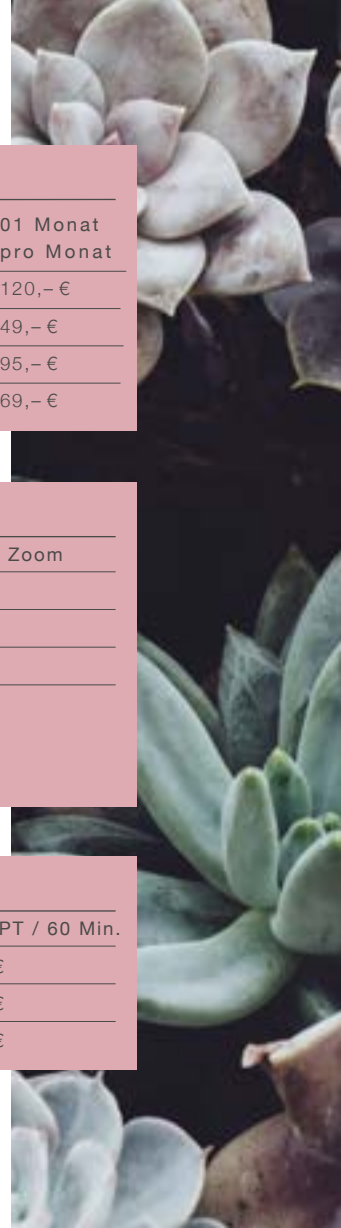 01 Monat
pro Monat
120,– €
49,– €
95,– €
69,– €
Zoom
PT / 60 Min.
€
€
€